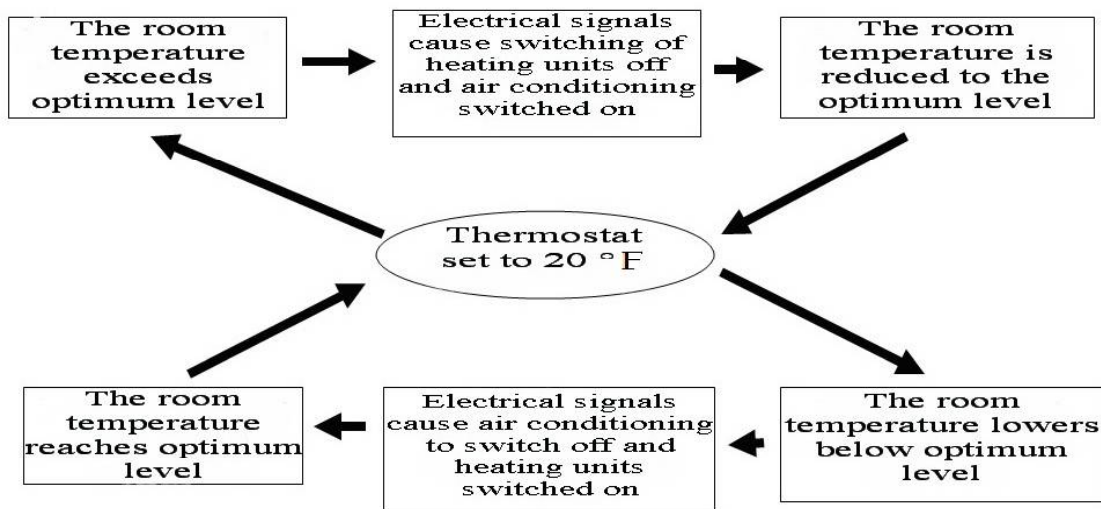 The room
temperature
exceeds
optimum level
Electrical signals
cause switching of
heating units off
and air conditioning
switched on
The room
temperature is
reduced to the
optimum level
Thermostat
set to 20 °F
The room
temperature
reaches optimum
level
Electrical signals
cause air conditioning
to switch off and
heating units
switched on
The room
temperature lowers
below optimum
level